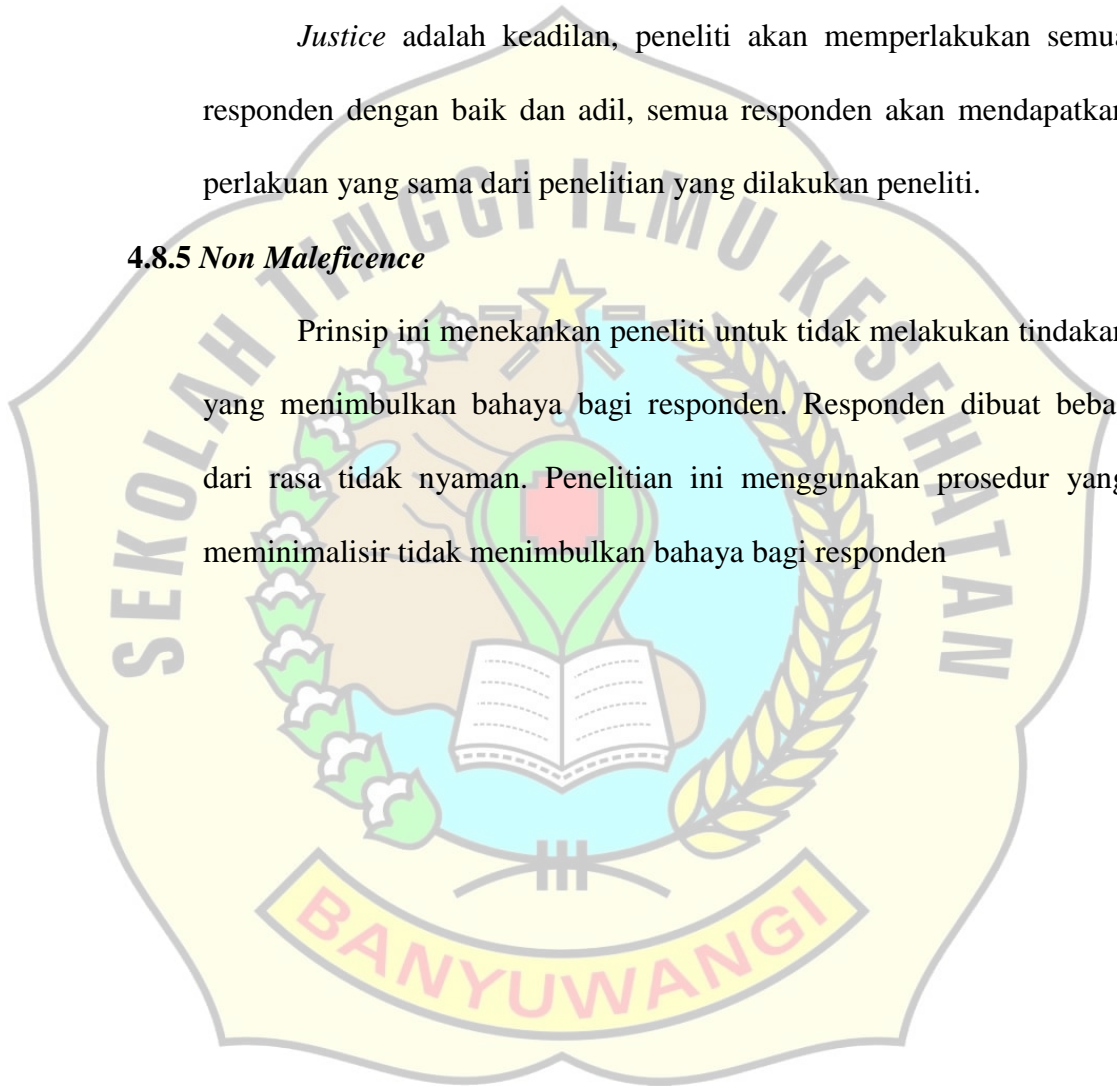 Justice adalah keadilan, peneliti akan memperlakukan semua
responden dengan baik dan adil, semua responden akan mendapatkan
perlakuan yang sama dari penelitian yang dilakukan peneliti.
4.8.5 Non Maleficence
Prinsip ini menekankan peneliti untuk tidak melakukan tindakan
yang menimbulkan bahaya bagi responden. Responden dibuat bebas
dari rasa tidak nyaman. Penelitian ini menggunakan prosedur yang
meminimalisir tidak menimbulkan bahaya bagi responden
SEKOLAH TINGGI ILMU KESEHATAN
BANYUWANGI